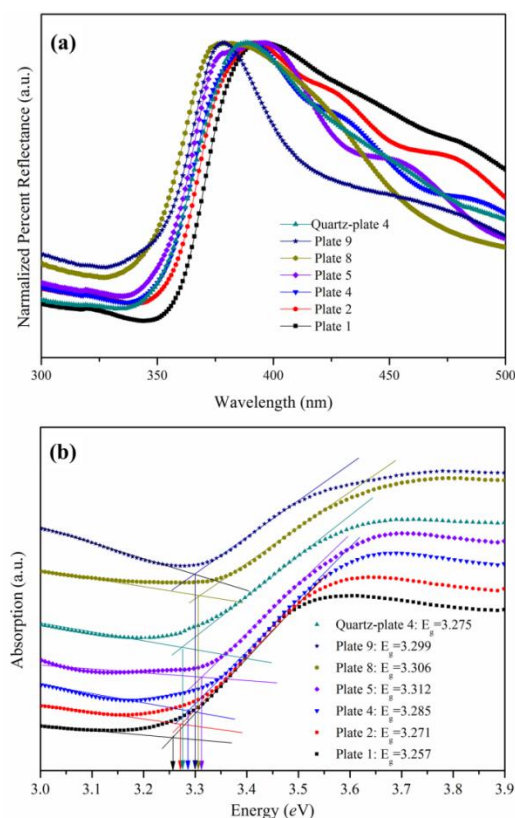 (a)
Narmalized Percent Reflectance (a.u.)
Quartz-plate 4
Plate 9
Plate 8
Plate 5
Plate 4
Plate 2
Plate 1
300 350 400 450 500
Wavelength (nm)
(b)
Absorption (a.u.)
Quartz-plate 4: Eg=3.275
Plate 9: Eg=3.299
Plate 8: Eg=3.306
Plate 5: Eg=3.312
Plate 4: Eg=3.285
Plate 2: Eg=3.271
Plate 1: Eg=3.257
3.0 3.1 3.2 3.3 3.4 3.5 3.6 3.7 3.8 3.9
Energy (eV)